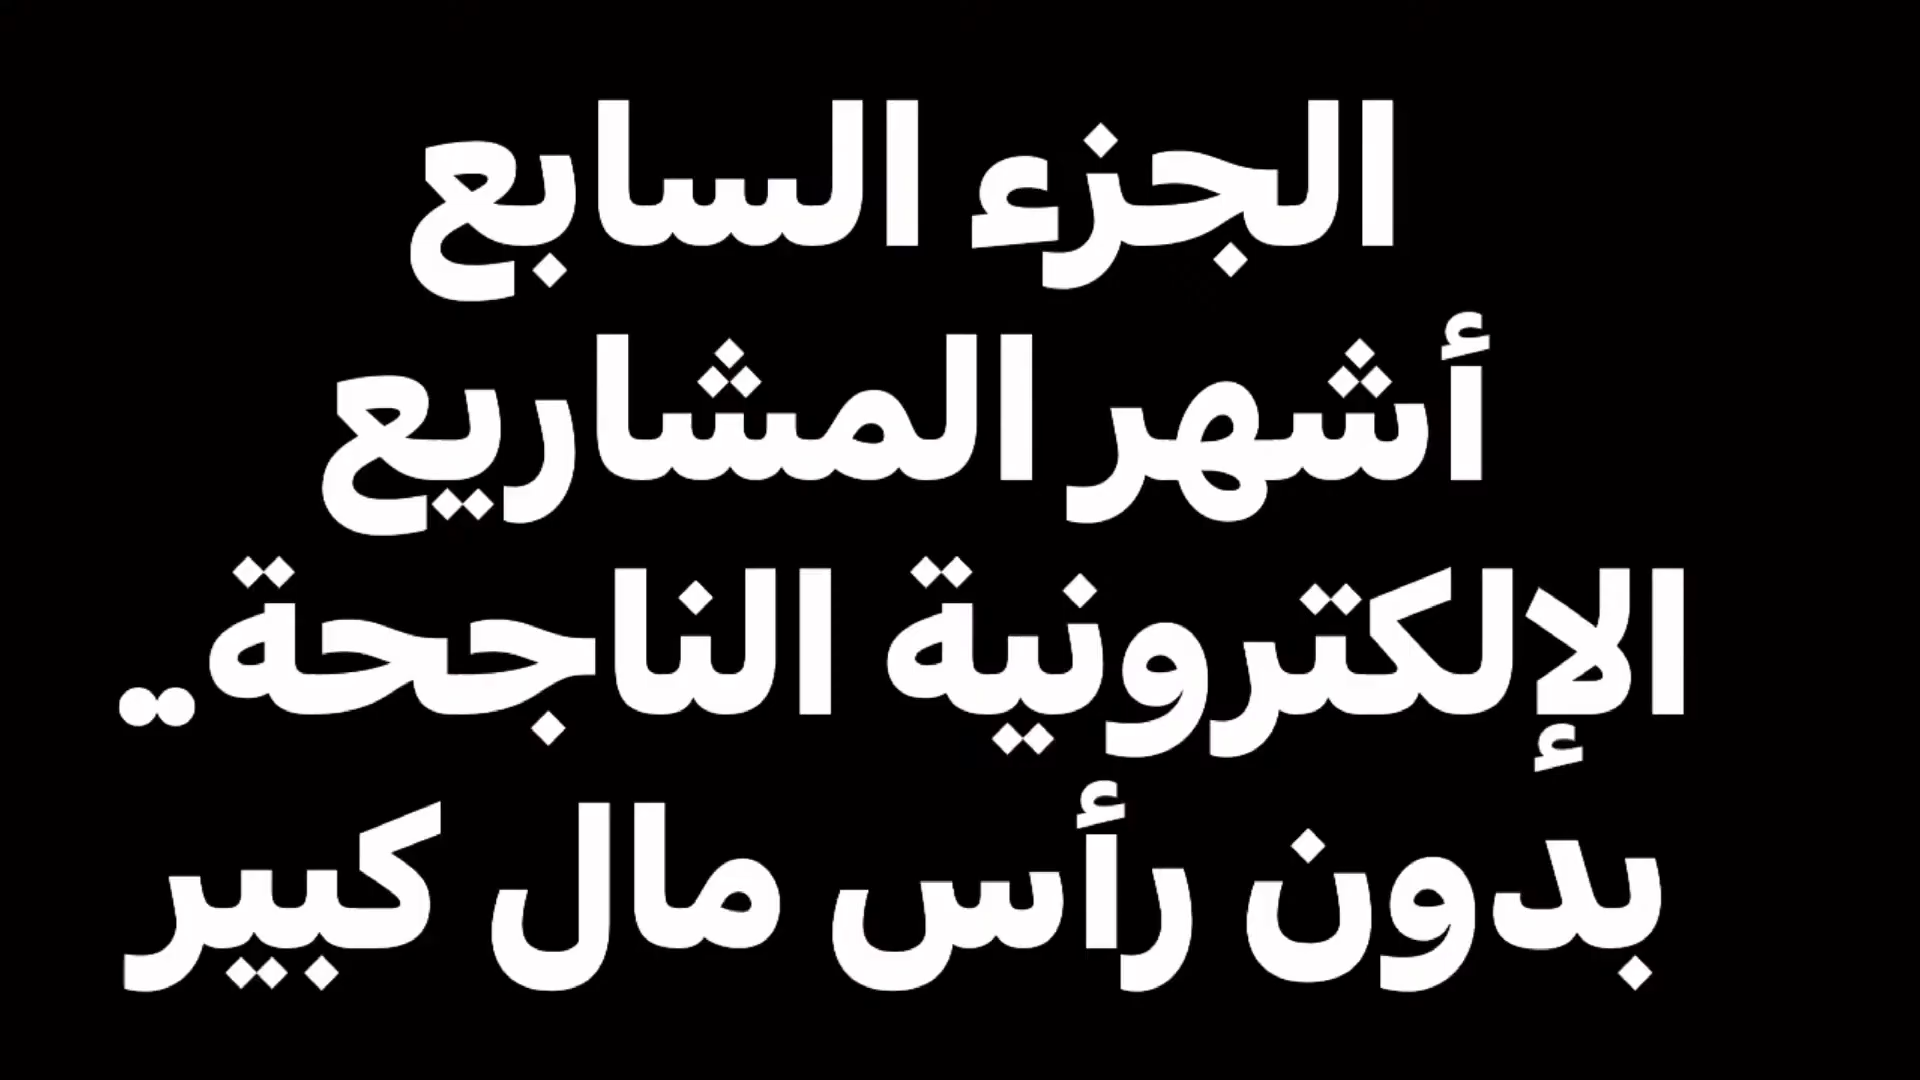 الجزء السابع
أشهر المشاريع
الإلكترونية الناجحة..
بدون رأس مال كبير